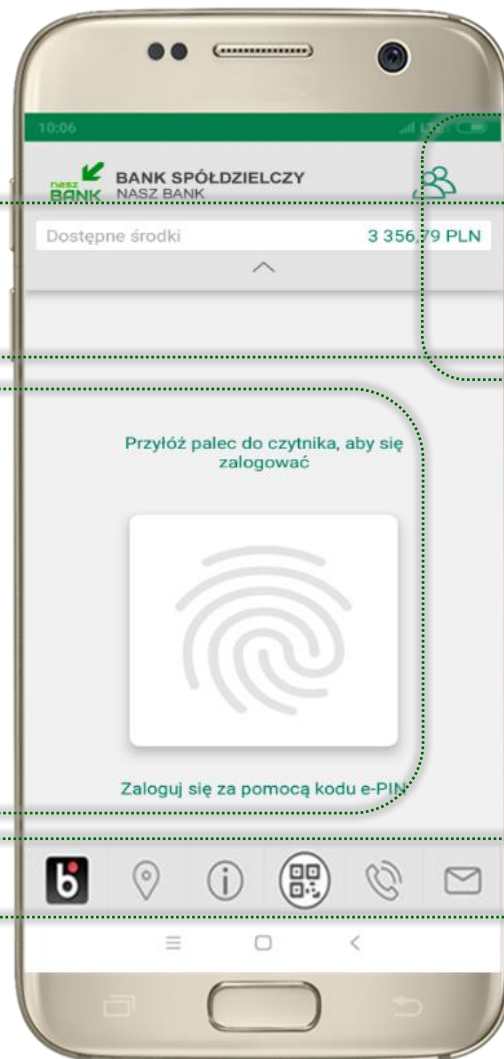 10:06
nasz BANK
BANK SPÓŁDZIELCZY
NASZ BANK
Dostępne środki 3 356,79 PLN
Przyłóż palec do czytnika, aby się
zalogować
Zaloguj się za pomocą kodu e-PIN
b